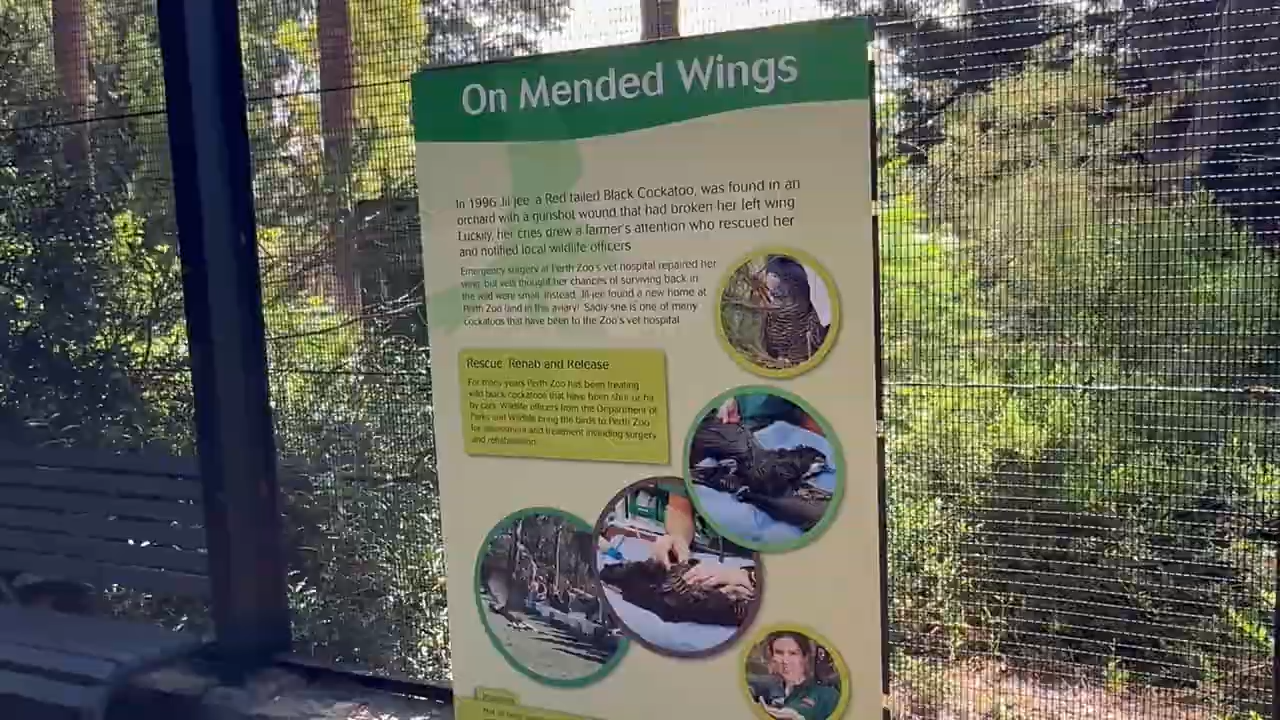 On Mended Wings
In 1996 Jil-jee, a Red tailed Black Cockatoo, was found in an
orchard with a gunshot wound that had broken her left wing
Luckily, her cries drew a farmer's attention who rescued her
and notified local wildlife officers
Emergency surgery at Perth Zoo's vet hospital repaired her
wing, but vets thought her chances of surviving back in
the wild were small. Instead, Jil-jee found a new home at
Perth Zoo (and in this aviary). Sadly she is one of many
cockatoos that have been to the Zoo's vet hospital
Rescue, Rehab and Release
For many years Perth Zoo has been treating
wild black cockatoos that have been shot or hit
by cars. Wildlife officers from the Department of
Parks and Wildlife bring the birds to Perth Zoo
for assessment and treatment including surgery
and rehabilitation.